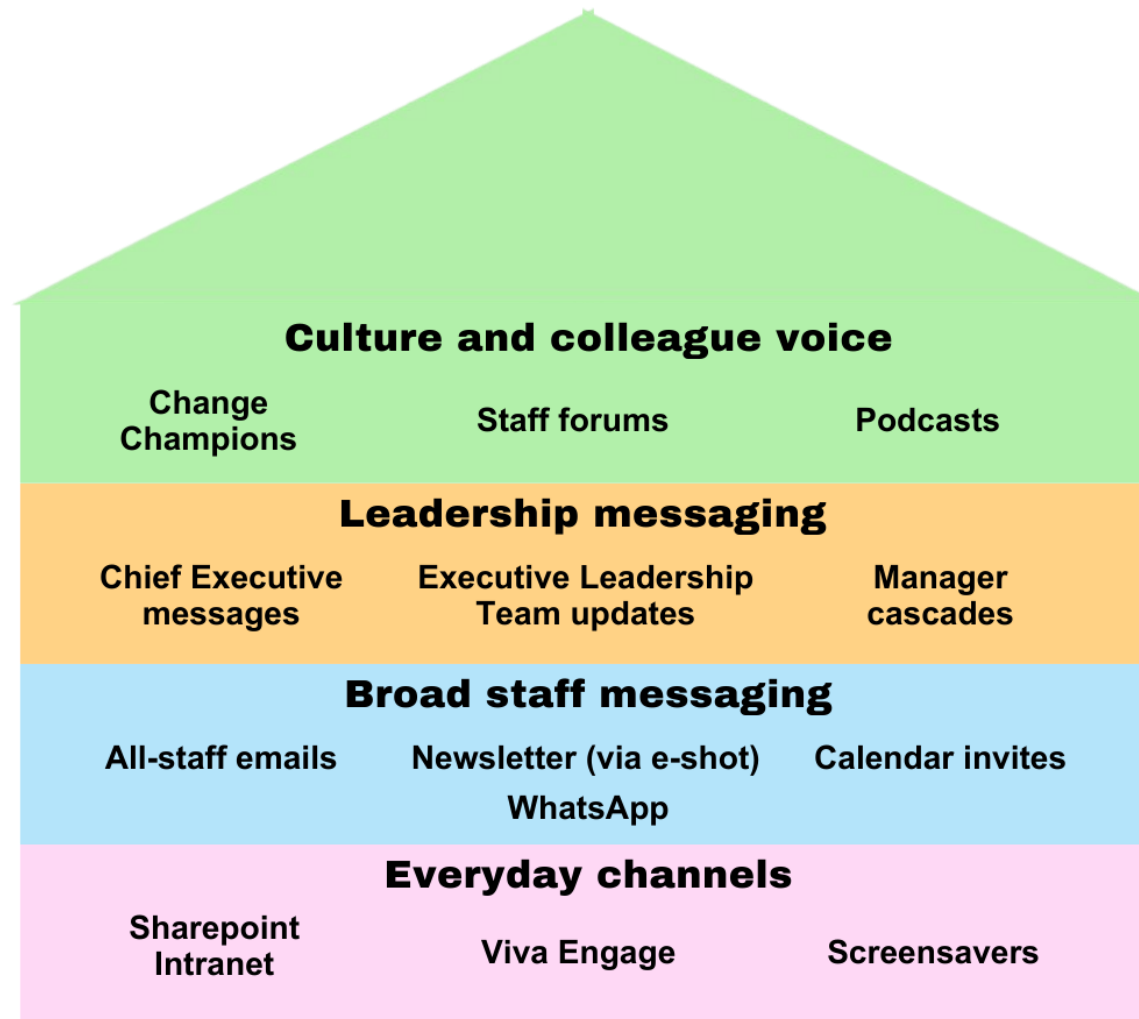 Culture and colleague voice
Change
Champions
Staff forums
Podcasts
Leadership messaging
Chief Executive
messages
Executive Leadership
Team updates
Manager
cascades
Broad staff messaging
All-staff emails
Newsletter (via e-shot)
Calendar invites
WhatsApp
Everyday channels
Sharepoint
Intranet
Viva Engage
Screensavers